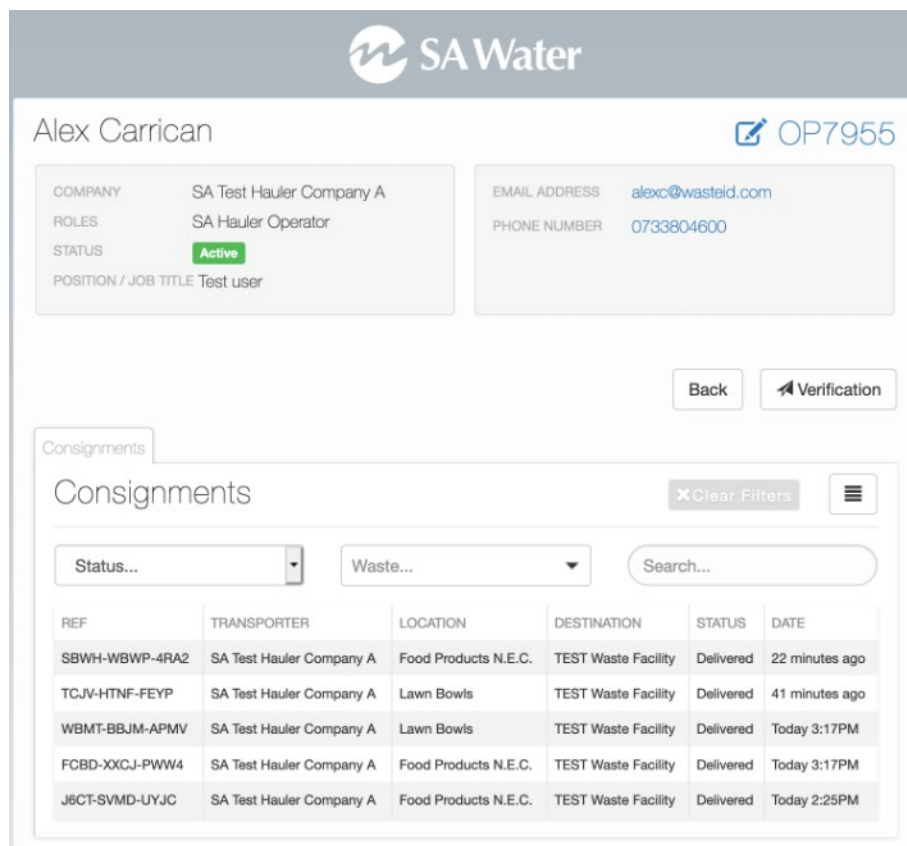 SA Water
Alex Carrican
OP7955
COMPANY SA Test Hauler Company A
ROLES SA Hauler Operator
STATUS Active
POSITION / JOB TITLE Test user
EMAIL ADDRESS alexc@wasteid.com
PHONE NUMBER 0733804600
Back Verification
Consignments
Consignments
Clear Filters
Status... Waste... Search...
REF TRANSPORTER LOCATION DESTINATION STATUS DATE
SBWH-WBWP-4RA2 SA Test Hauler Company A Food Products N.E.C. TEST Waste Facility Delivered 22 minutes ago
TCJV-HTNF-FEYP SA Test Hauler Company A Lawn Bowls TEST Waste Facility Delivered 41 minutes ago
WBMT-BBJM-APMV SA Test Hauler Company A Lawn Bowls TEST Waste Facility Delivered Today 3:17PM
FCBD-XXCJ-PWW4 SA Test Hauler Company A Food Products N.E.C. TEST Waste Facility Delivered Today 3:17PM
J6CT-SVMD-UYJC SA Test Hauler Company A Food Products N.E.C. TEST Waste Facility Delivered Today 2:25PM